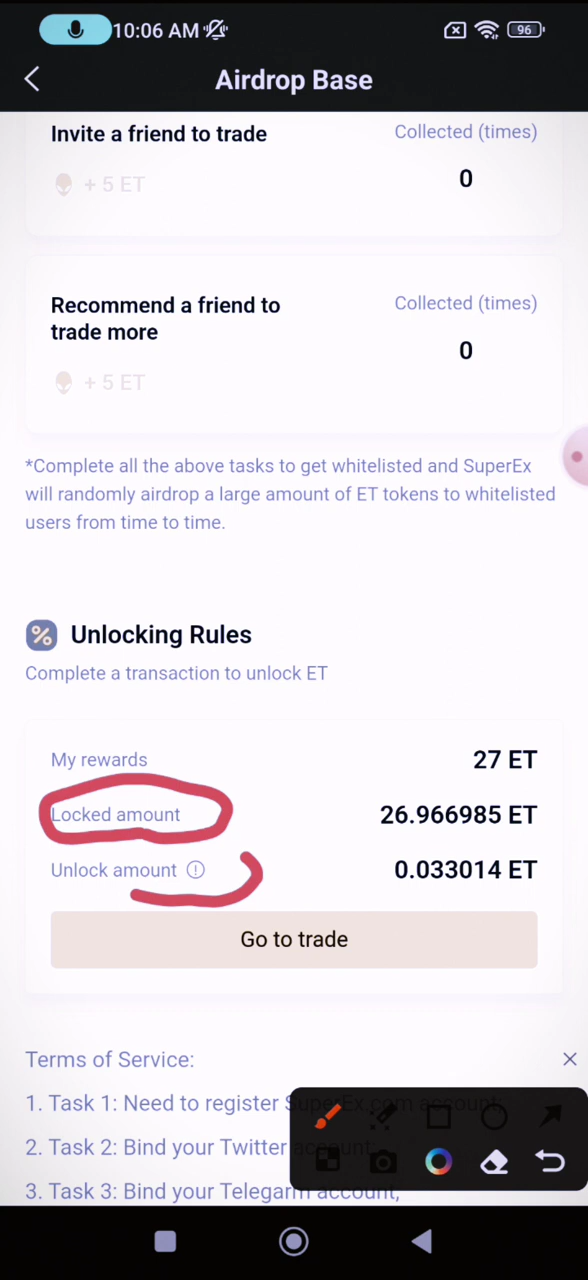 10:06 AM
96
Airdrop Base
Invite a friend to trade
Collected (times)
+ 5 ET
0
Recommend a friend to
trade more
Collected (times)
0
+ 5 ET
*Complete all the above tasks to get whitelisted and SuperEx
will randomly airdrop a large amount of ET tokens to whitelisted
users from time to time.
% Unlocking Rules
Complete a transaction to unlock ET
My rewards 27 ET
Locked amount 26.966985 ET
Unlock amount 0.033014 ET
Go to trade
Terms of Service:
1. Task 1: Need to register SuperEx.com account;
2. Task 2: Bind your Twitter account;
3. Task 3: Bind your Telegarm account,